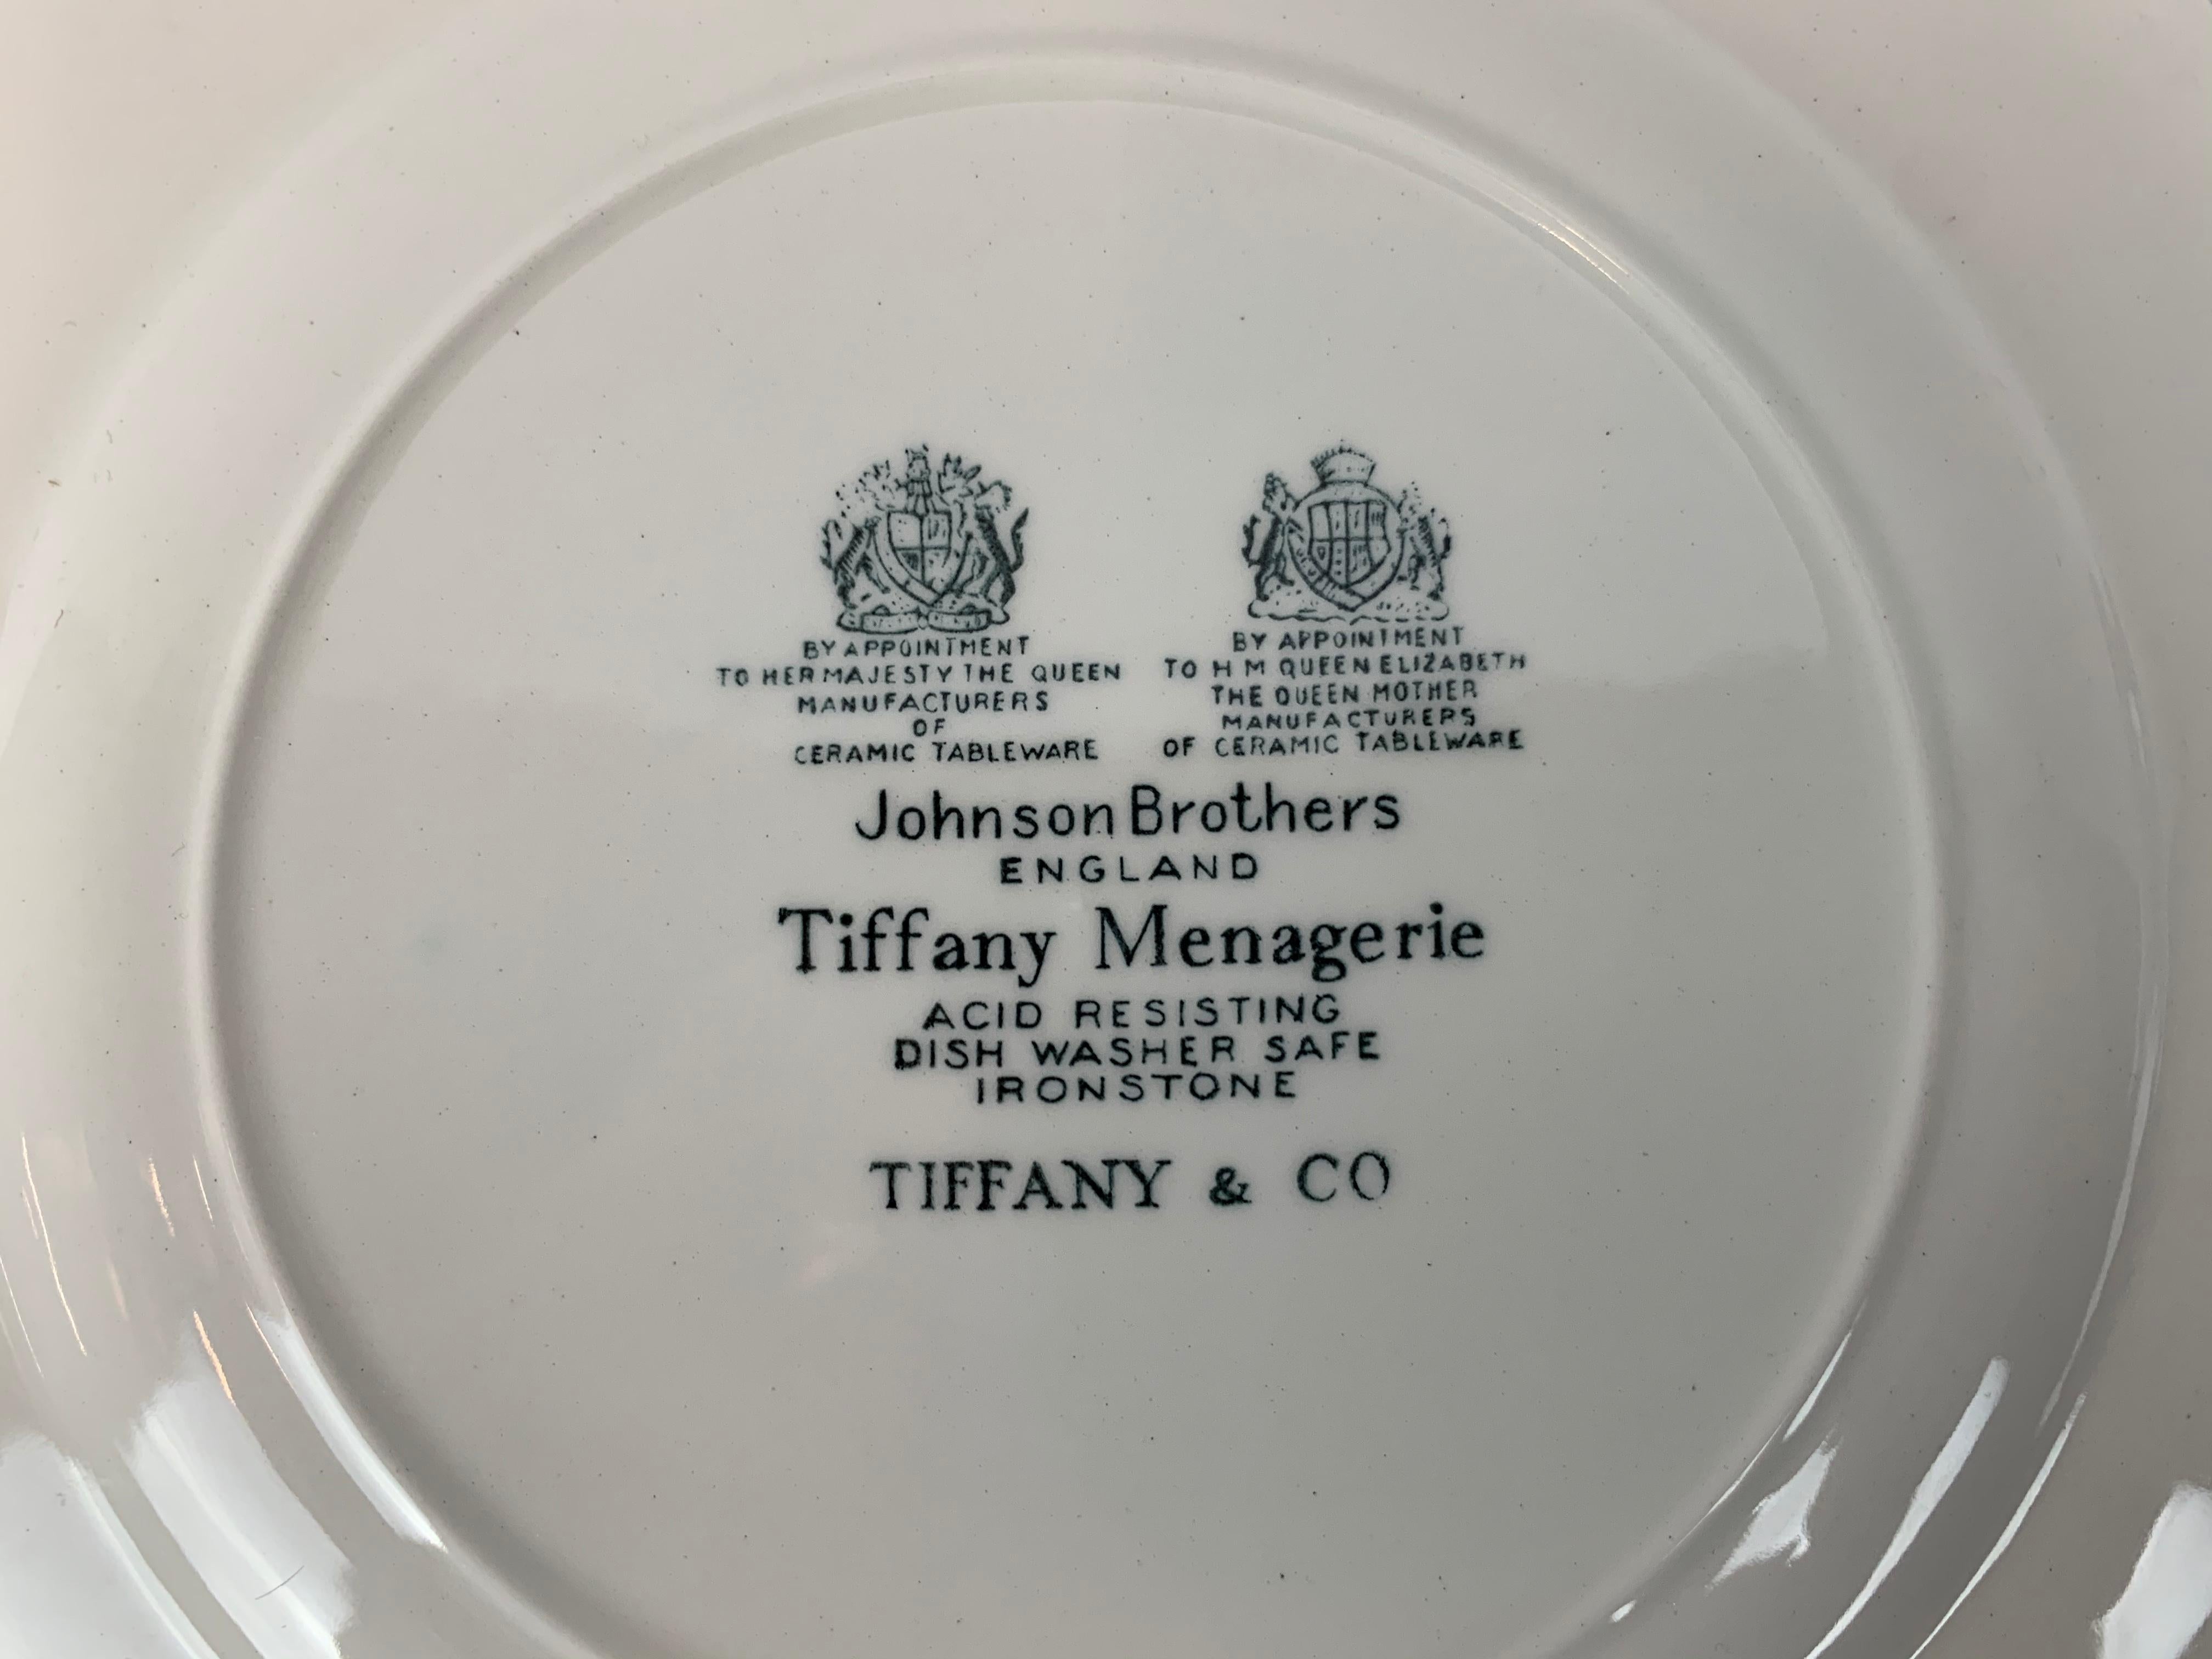 BY APPOINTMENT
TO HER MAJESTY THE QUEEN
MANUFACTURERS
OF
CERAMIC TABLEWARE
BY APPOINTMENT
TO H M QUEEN ELIZABETH
THE QUEEN MOTHER
MANUFACTURERS
OF CERAMIC TABLEWARE
Johnson Brothers
ENGLAND
Tiffany Menagerie
ACID RESISTING
DISH WASHER SAFE
IRONSTONE
TIFFANY & CO